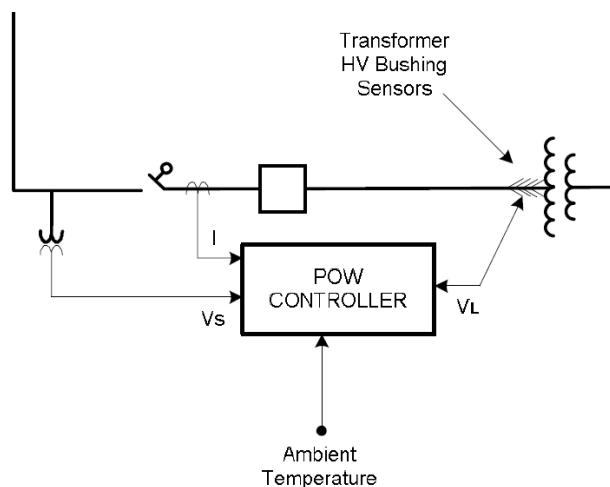 Transformer
HV Bushing
Sensors
I
POW
CONTROLLER
Vs
VL
Ambient
Temperature